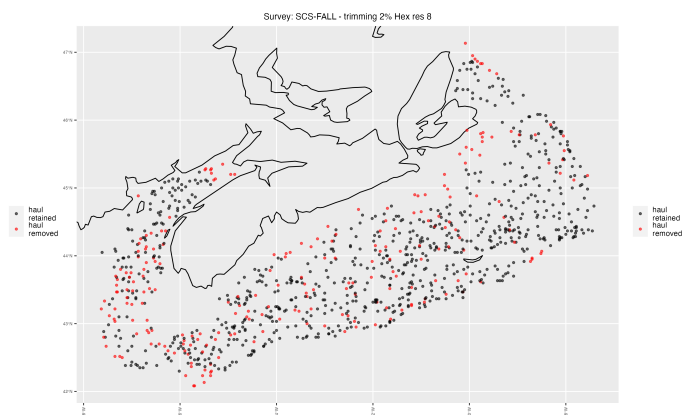 Survey: SCS-FALL - trimming 2% Hex res 8
47°N
46°N
45°N
44°N
43°N
42°N
haul
retained
haul
removed
haul
retained
haul
removed